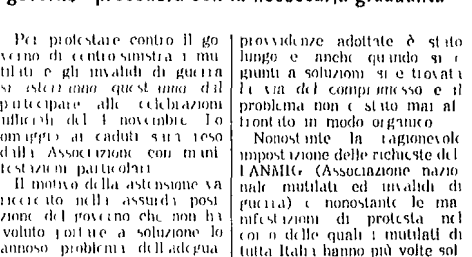 governo procederà con la necessaria gradualità
Per protestare contro il go
verno di centro sinistra i mu
tilati e gli invalidi di guerra
si asterranno quest anno dal
partecipare alle celebrazioni
ufficiali del 4 novembre Lo
omaggio ai caduti sarà reso
dalla Associazione con mani
festazioni particolari
Il motivo della astensione va
ricercato nella assurda posi
zione del governo che non ha
voluto portare a soluzione lo
annoso problema dell adegua
provvidenze adottate è stato
lungo e anche quando si è
giunti a soluzioni si è trovata
la via del compromesso e il
problema non è stato mai af
frontato in modo organico
Nonostante la ragionevole
impostazione delle richieste del
l ANMIG (Associazione nazio
nale mutilati ed invalidi di
guerra) e nonostante le ma
nifestazioni di protesta nel
corso delle quali i mutilati di
tutta Italia hanno più volte sol